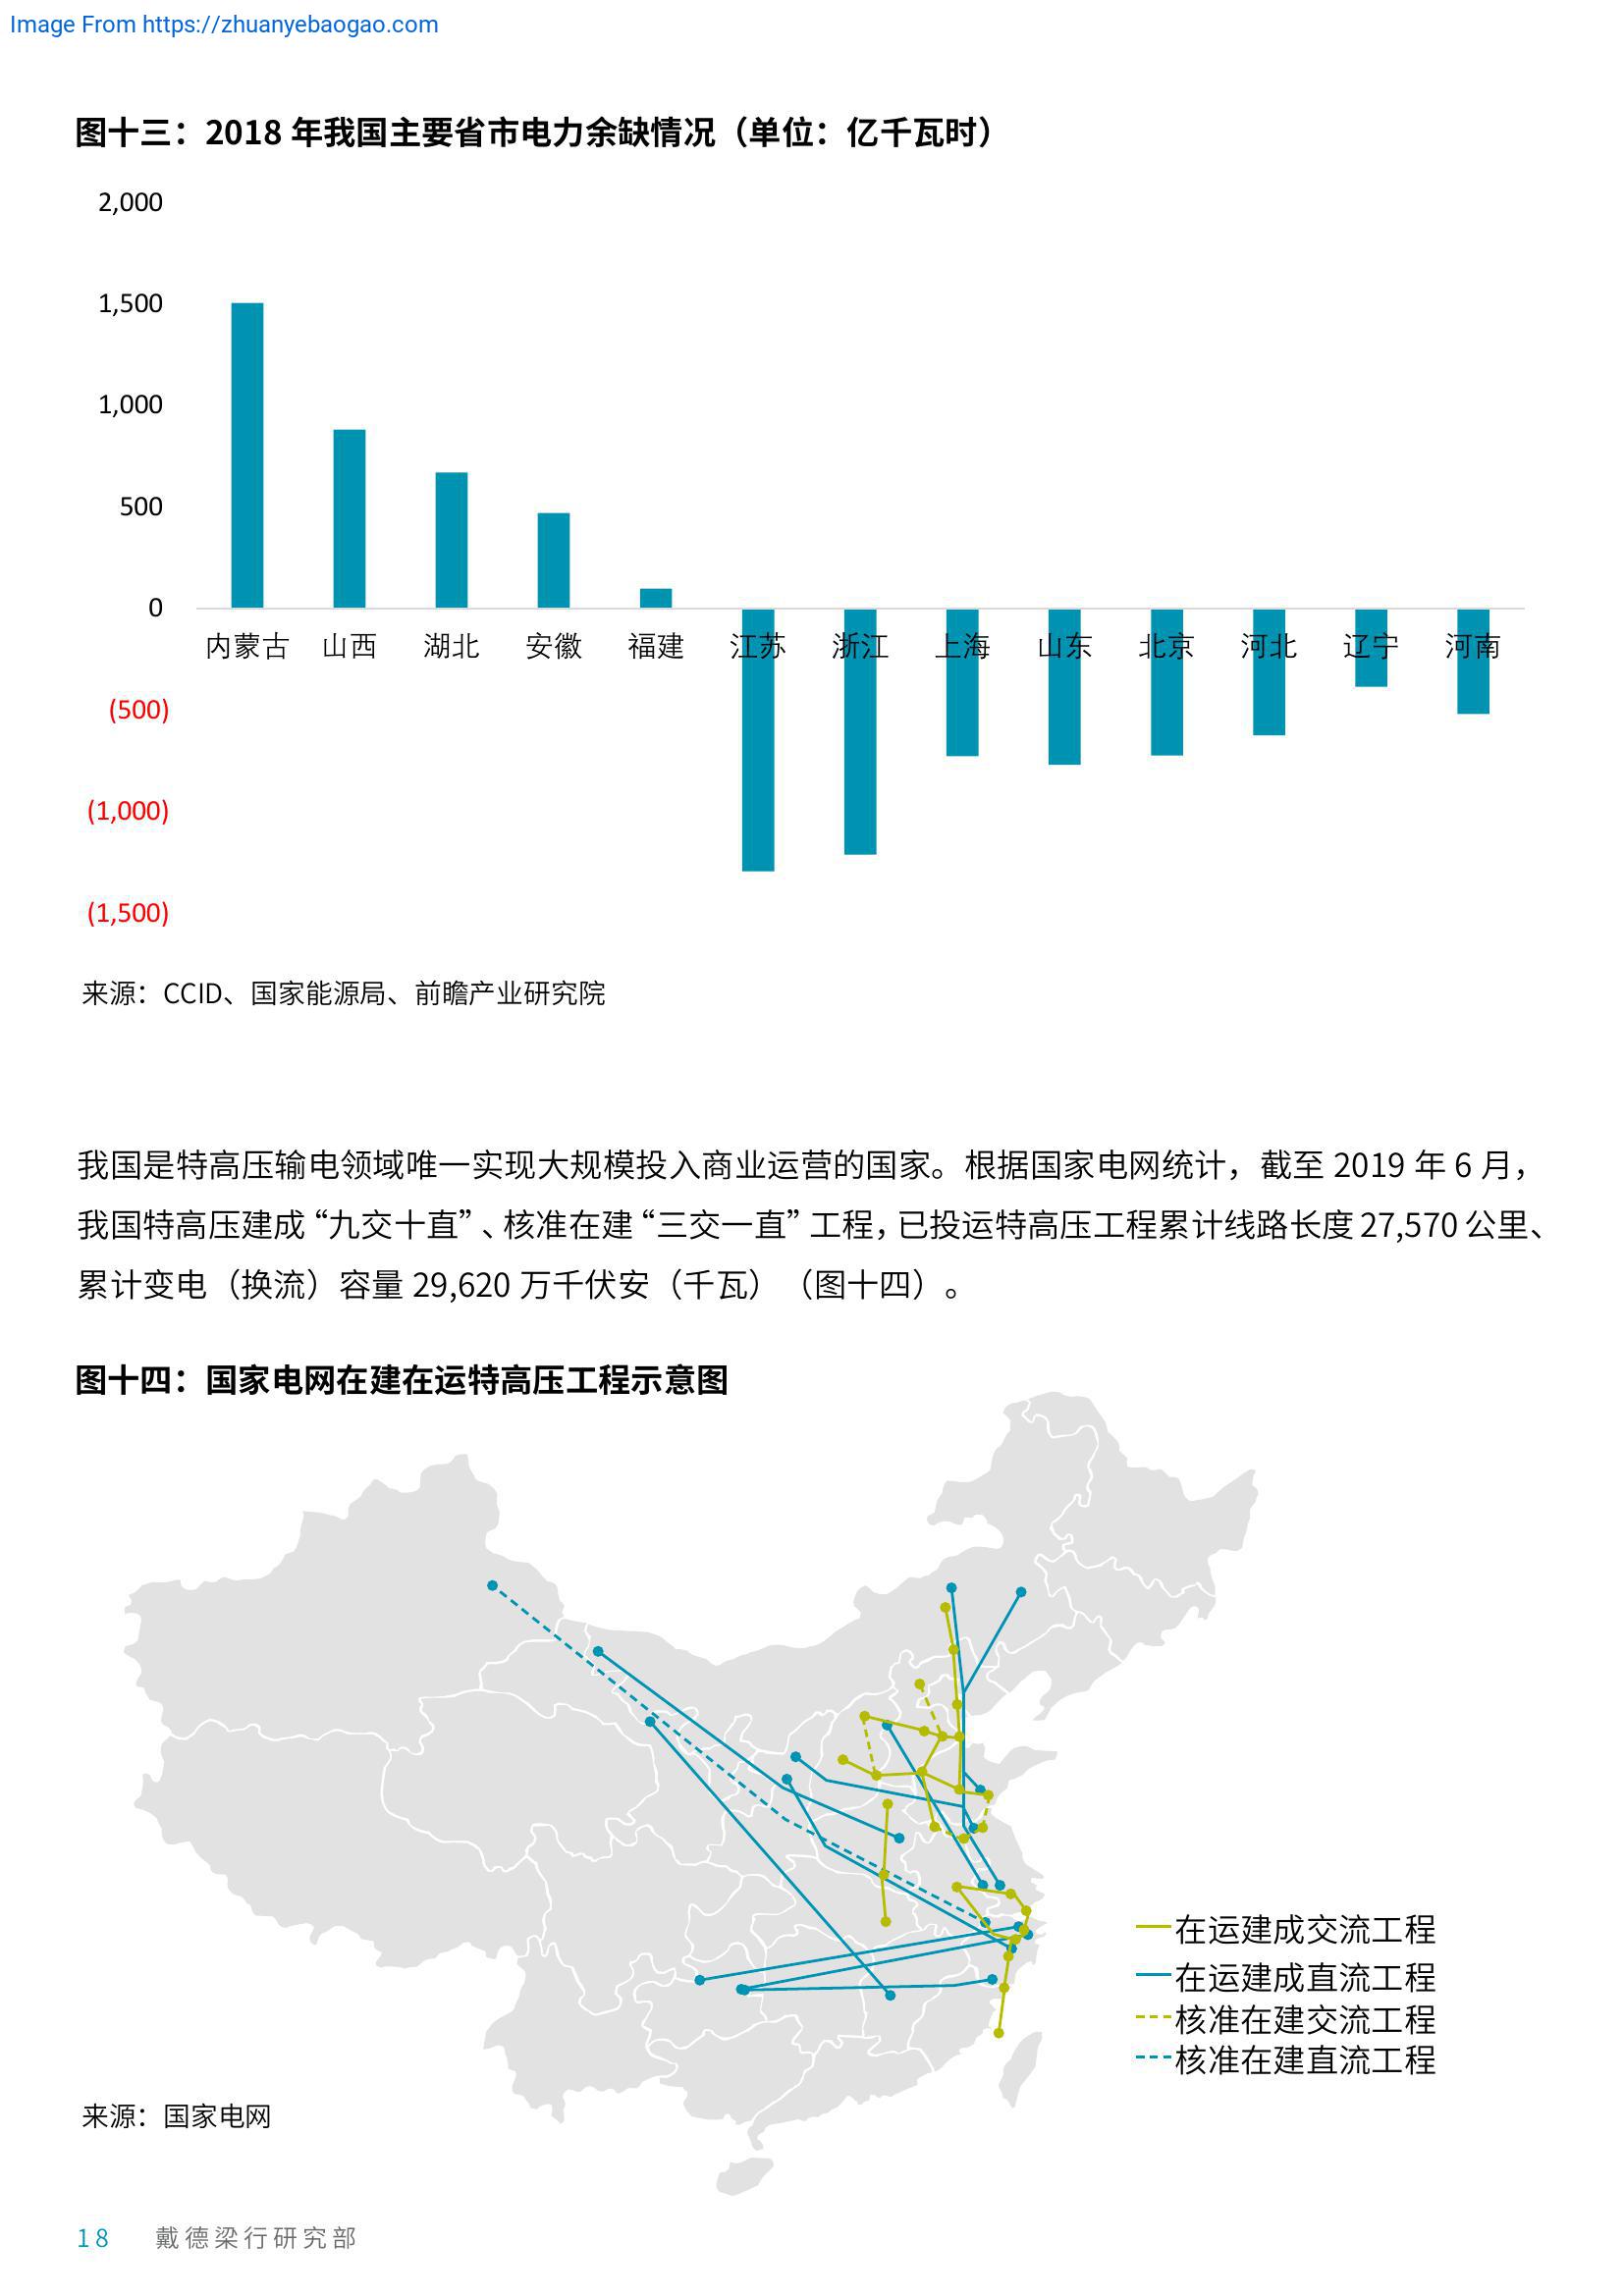 Image From https://zhuanyebaogao.com
图十三：2018 年我国主要省市电力余缺情况（单位：亿千瓦时）
2,000
1,500
1,000
500
0
内蒙古 山西 湖北 安徽 福建 江苏 浙江 上海 山东 北京 河北 辽宁 河南
(500)
(1,000)
(1,500)
来源：CCID、国家能源局、前瞻产业研究院
我国是特高压输电领域唯一实现大规模投入商业运营的国家。根据国家电网统计，截至 2019 年 6 月，
我国特高压建成“九交十直”、核准在建“三交一直”工程，已投运特高压工程累计线路长度 27,570 公里、
累计变电（换流）容量 29,620 万千伏安（千瓦）（图十四）。
图十四：国家电网在建在运特高压工程示意图
在运建成交流工程
在运建成直流工程
核准在建交流工程
核准在建直流工程
来源：国家电网
18 戴德梁行研究部